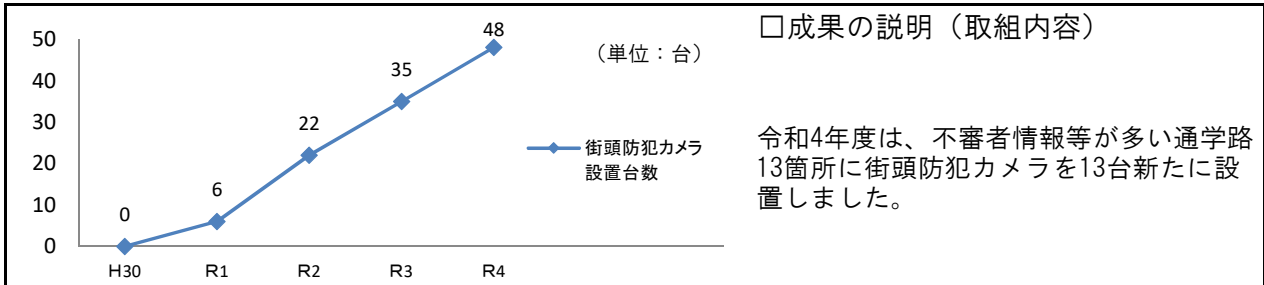 50
40
30
20
10
0
0
6
22
35
48
H30
R1
R2
R3
R4
（単位：台）
街頭防犯カメラ
設置台数
□成果の説明（取組内容）
令和4年度は、不審者情報等が多い通学路
13箇所に街頭防犯カメラを13台新たに設
置しました。